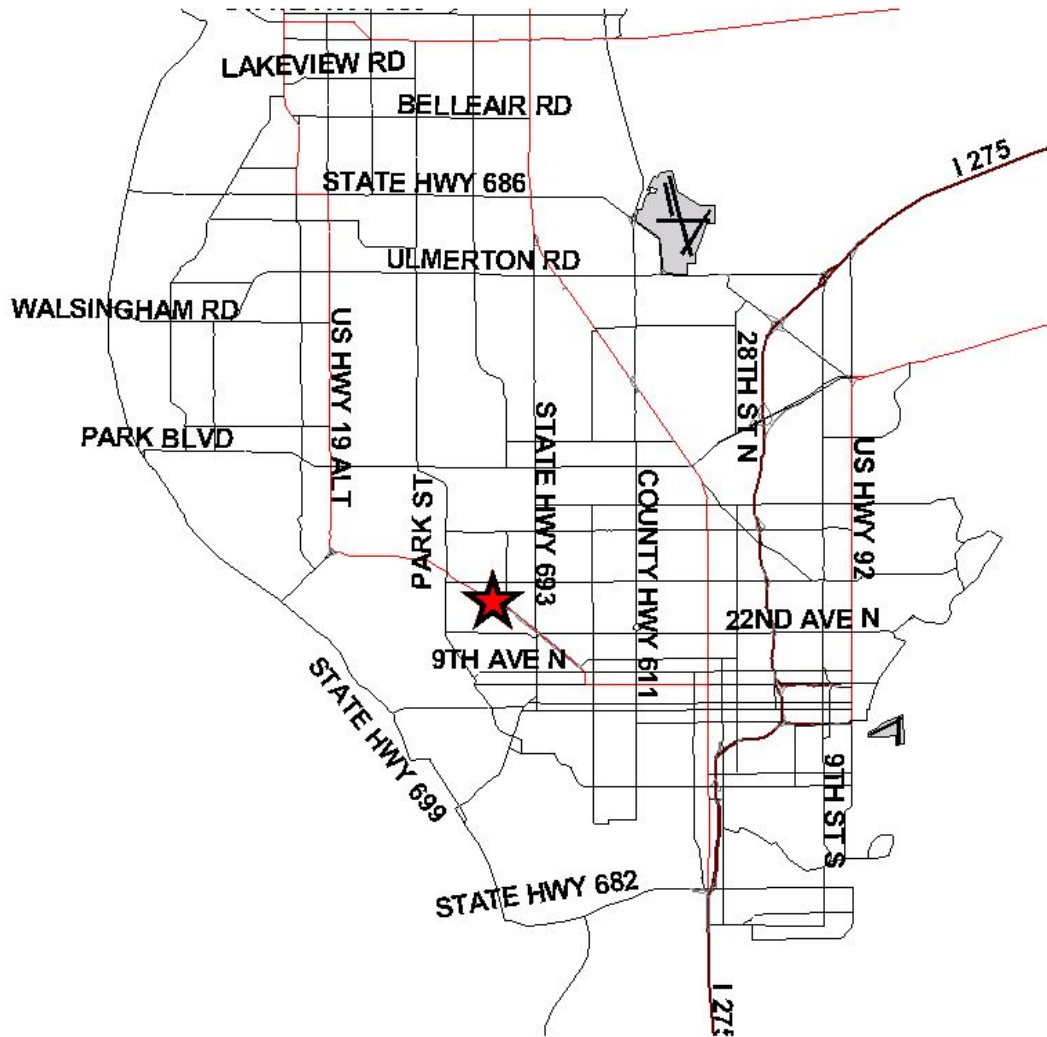 LAKEVIEW RD
BELLEAIR RD
I 275
STATE HWY 686
ULMERTON RD
WALSINGHAM RD
US HWY 19 ALT
28TH ST N
PARK BLVD
STATE HWY 693
US HWY 92
PARK ST
COUNTY HWY 611
22ND AVE N
9TH AVE N
STATE HWY 699
9TH ST S
STATE HWY 682
I 275